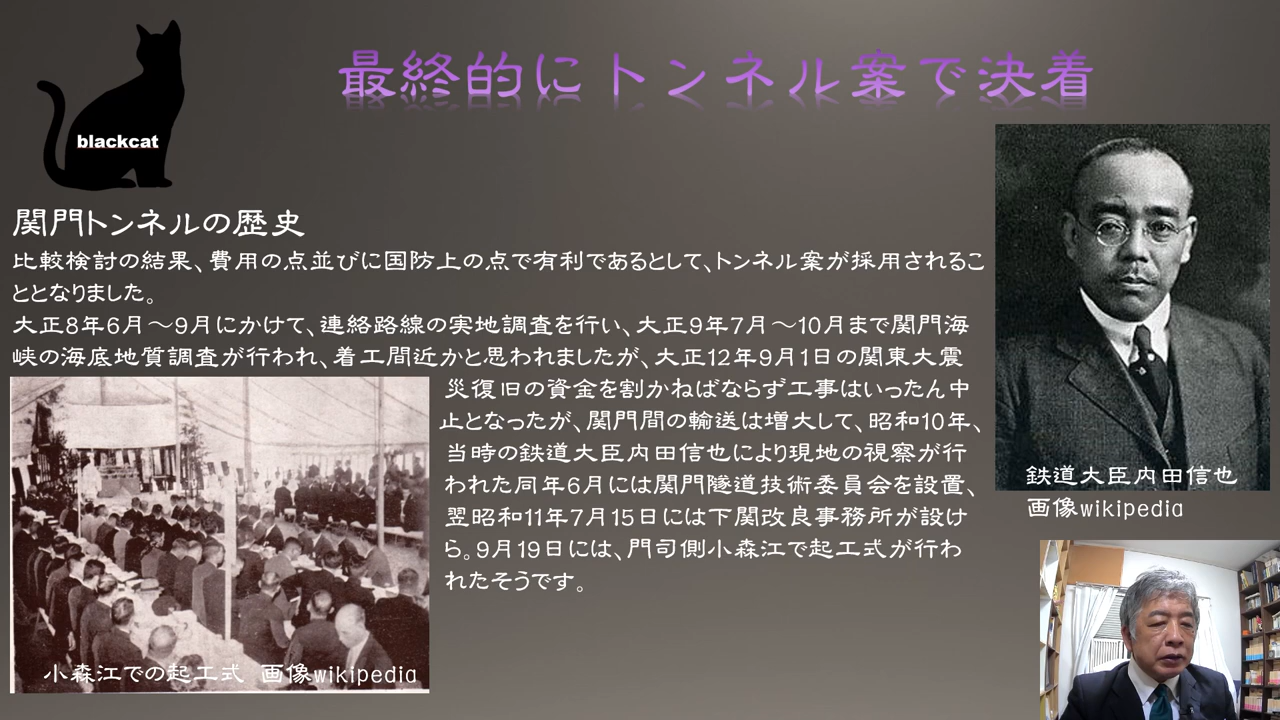 最終的にトンネル案で決着
blackcat
関門トンネルの歴史
比較検討の結果、費用の点並びに国防上の点で有利であるとして、トンネル案が採用されるこ
ととなりました。
大正8年6月～9月にかけて、連絡路線の実地調査を行い、大正9年7月～10月まで関門海
峡の海底地質調査が行われ、着工間近かと思われましたが、大正12年9月1日の関東大震
災復旧の資金を割かねばならず工事はいったん中
止となったが、関門間の輸送は増大して、昭和10年、
当時の鉄道大臣内田信也により現地の視察が行
われた同年6月には関門隧道技術委員会を設置、
翌昭和11年7月15日には下関改良事務所が設け
ら。9月19日には、門司側小森江で起工式が行わ
れたそうです。
鉄道大臣内田信也
画像wikipedia
小森江での起工式 画像wikipedia